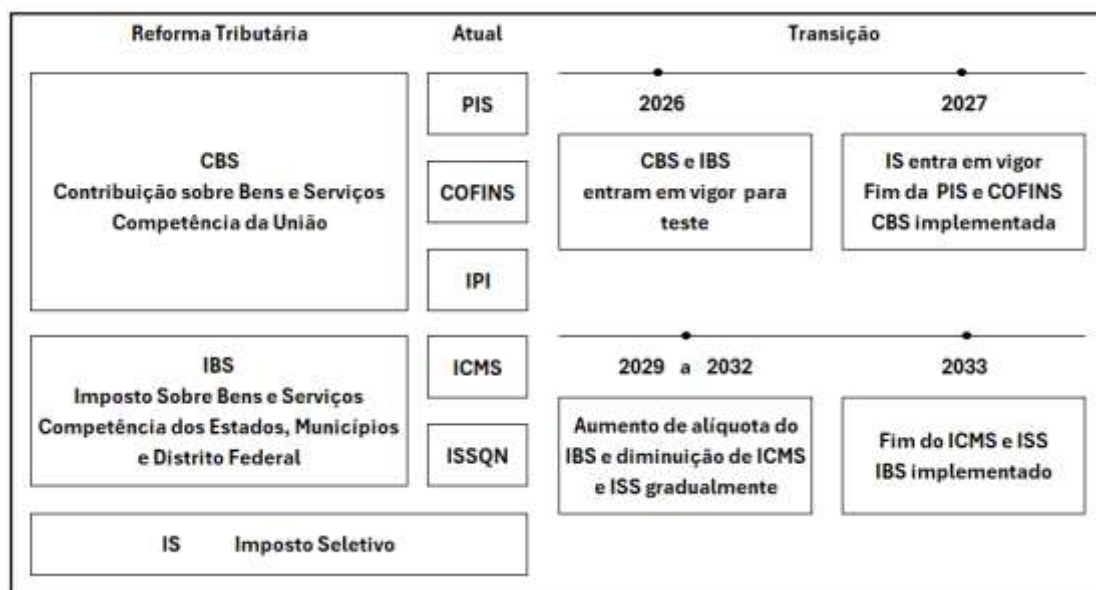 Reforma Tributária
Atual
Transição
CBS
Contribuição sobre Bens e Serviços
Competência da União
PIS
COFINS
IPI
2026
2027
CBS e IBS
entram em vigor para
teste
IS entra em vigor
Fim da PIS e COFINS
CBS implementada
IBS
Imposto Sobre Bens e Serviços
Competência dos Estados, Municípios
e Distrito Federal
ICMS
ISSQN
2029 a 2032
2033
Aumento de alíquota do
IBS e diminuição de ICMS
e ISS gradualmente
Fim do ICMS e ISS
IBS implementado
IS Imposto Seletivo